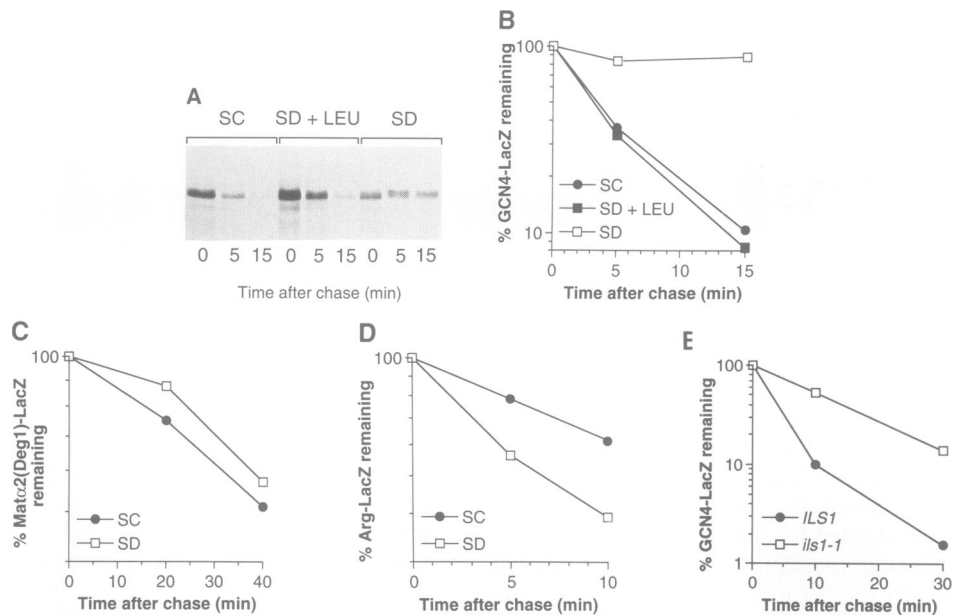 A
SC SD + LEU SD
0 5 15 0 5 15 0 5 15
Time after chase (min)
B
% GCN4-LacZ remaining
100
10
SC
SD + LEU
SD
0 5 10 15
Time after chase (min)
C
% Matα2(Deg1)-LacZ
remaining
100
SC
SD
0 20 40
Time after chase (min)
D
% Arg-LacZ remaining
100
SC
SD
0 5 10
Time after chase (min)
E
% GCN4-LacZ remaining
100
10
1
ILS1
ils1-1
0 10 20 30
Time after chase (min)